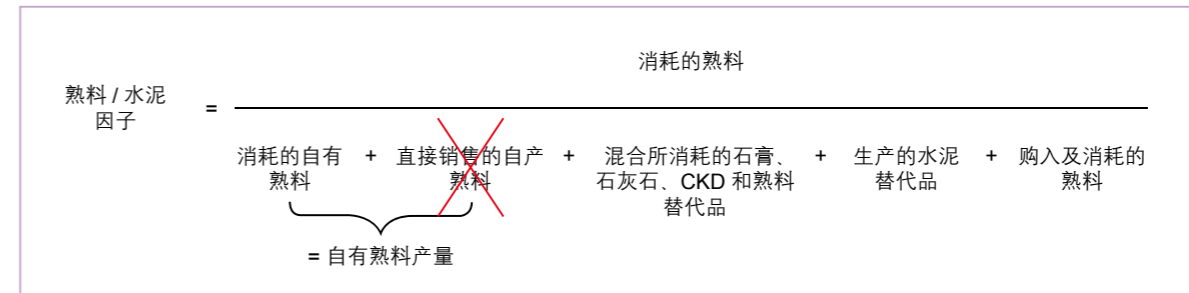 消耗的熟料
熟料 / 水泥
因子
=
消耗的自有 + 直接销售的自产 + 混合所消耗的石膏、 + 生产的水泥 + 购入及消耗的
熟料 熟料 石灰石、CKD 和熟料 替代品 熟料
替代品
= 自有熟料产量